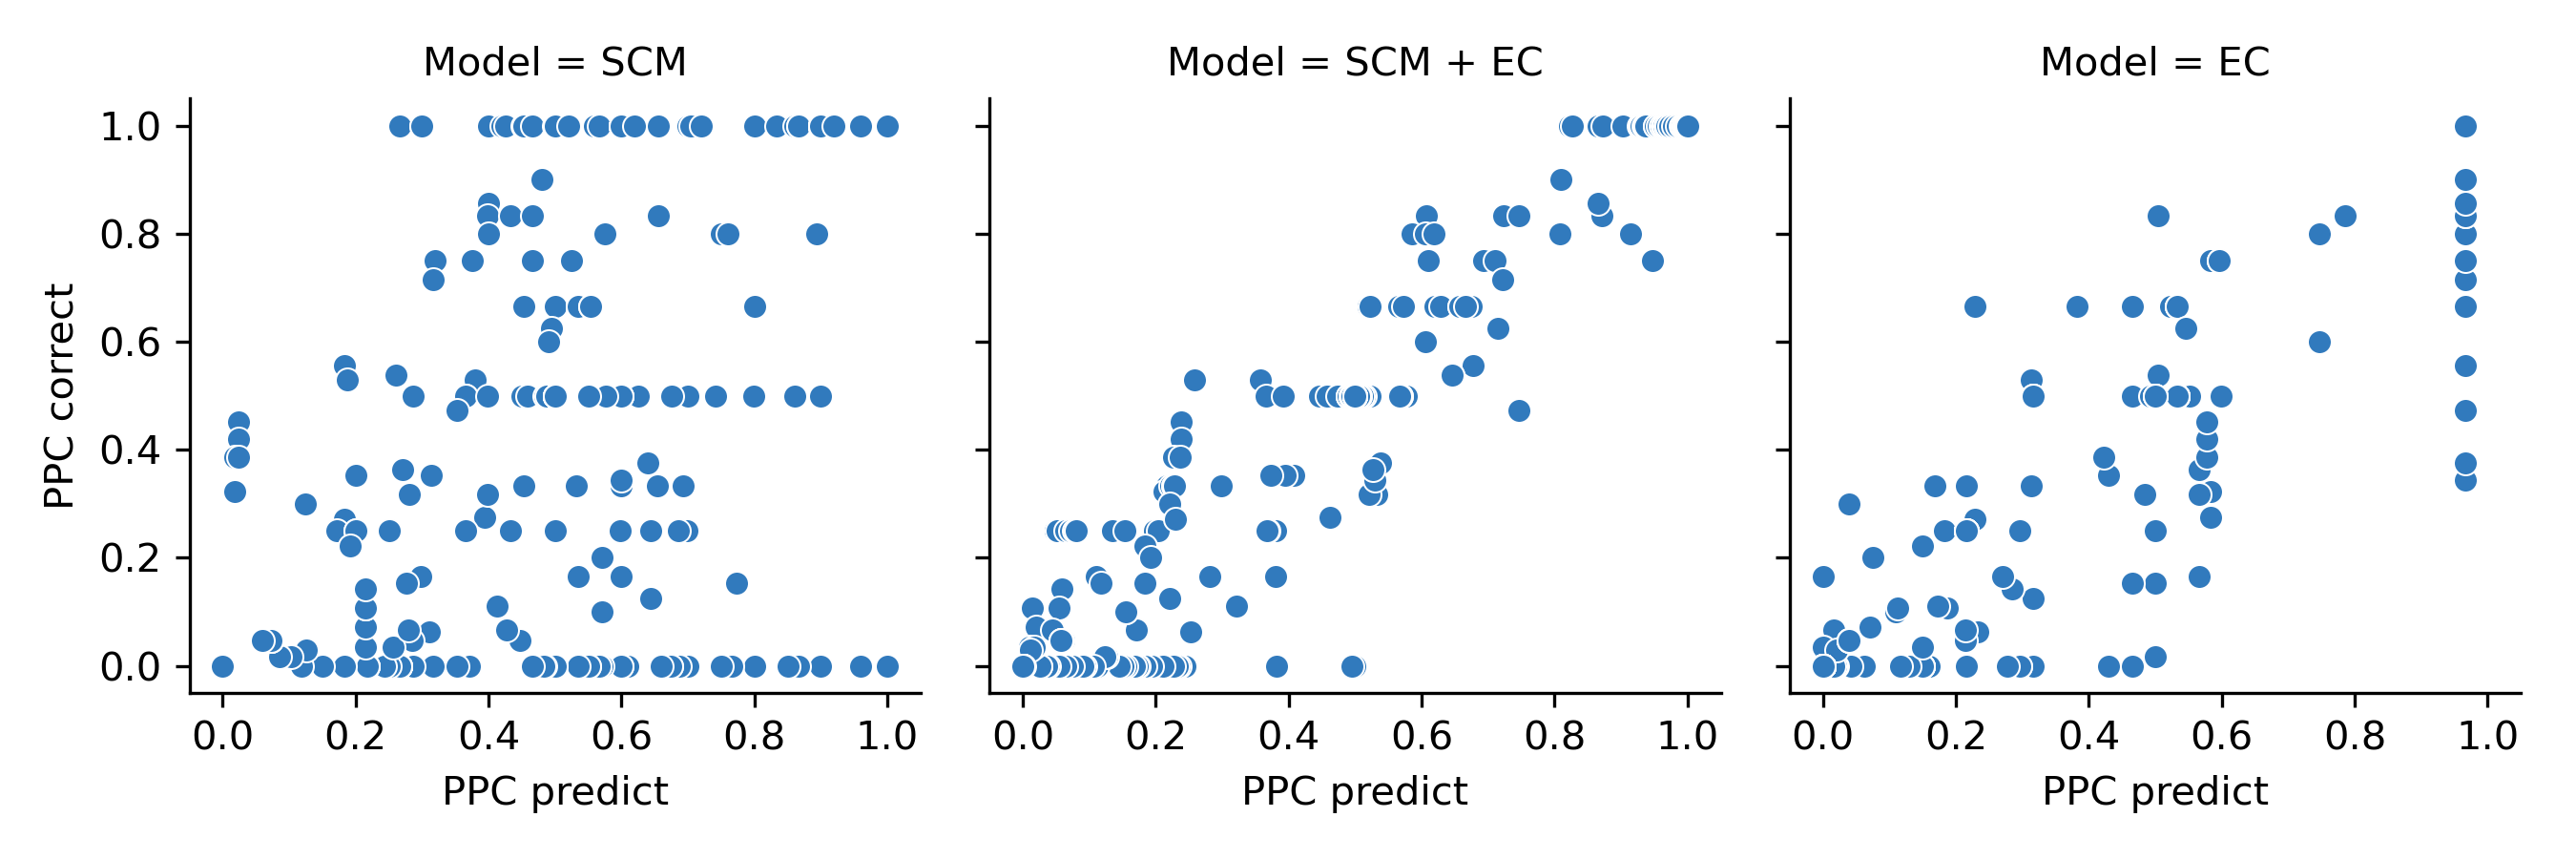 Model = SCM
Model = SCM + EC
Model = EC
PPC correct
1.0
0.8
0.6
0.4
0.2
0.0
0.0 0.2 0.4 0.6 0.8 1.0
0.0 0.2 0.4 0.6 0.8 1.0
0.0 0.2 0.4 0.6 0.8 1.0
PPC predict
PPC predict
PPC predict